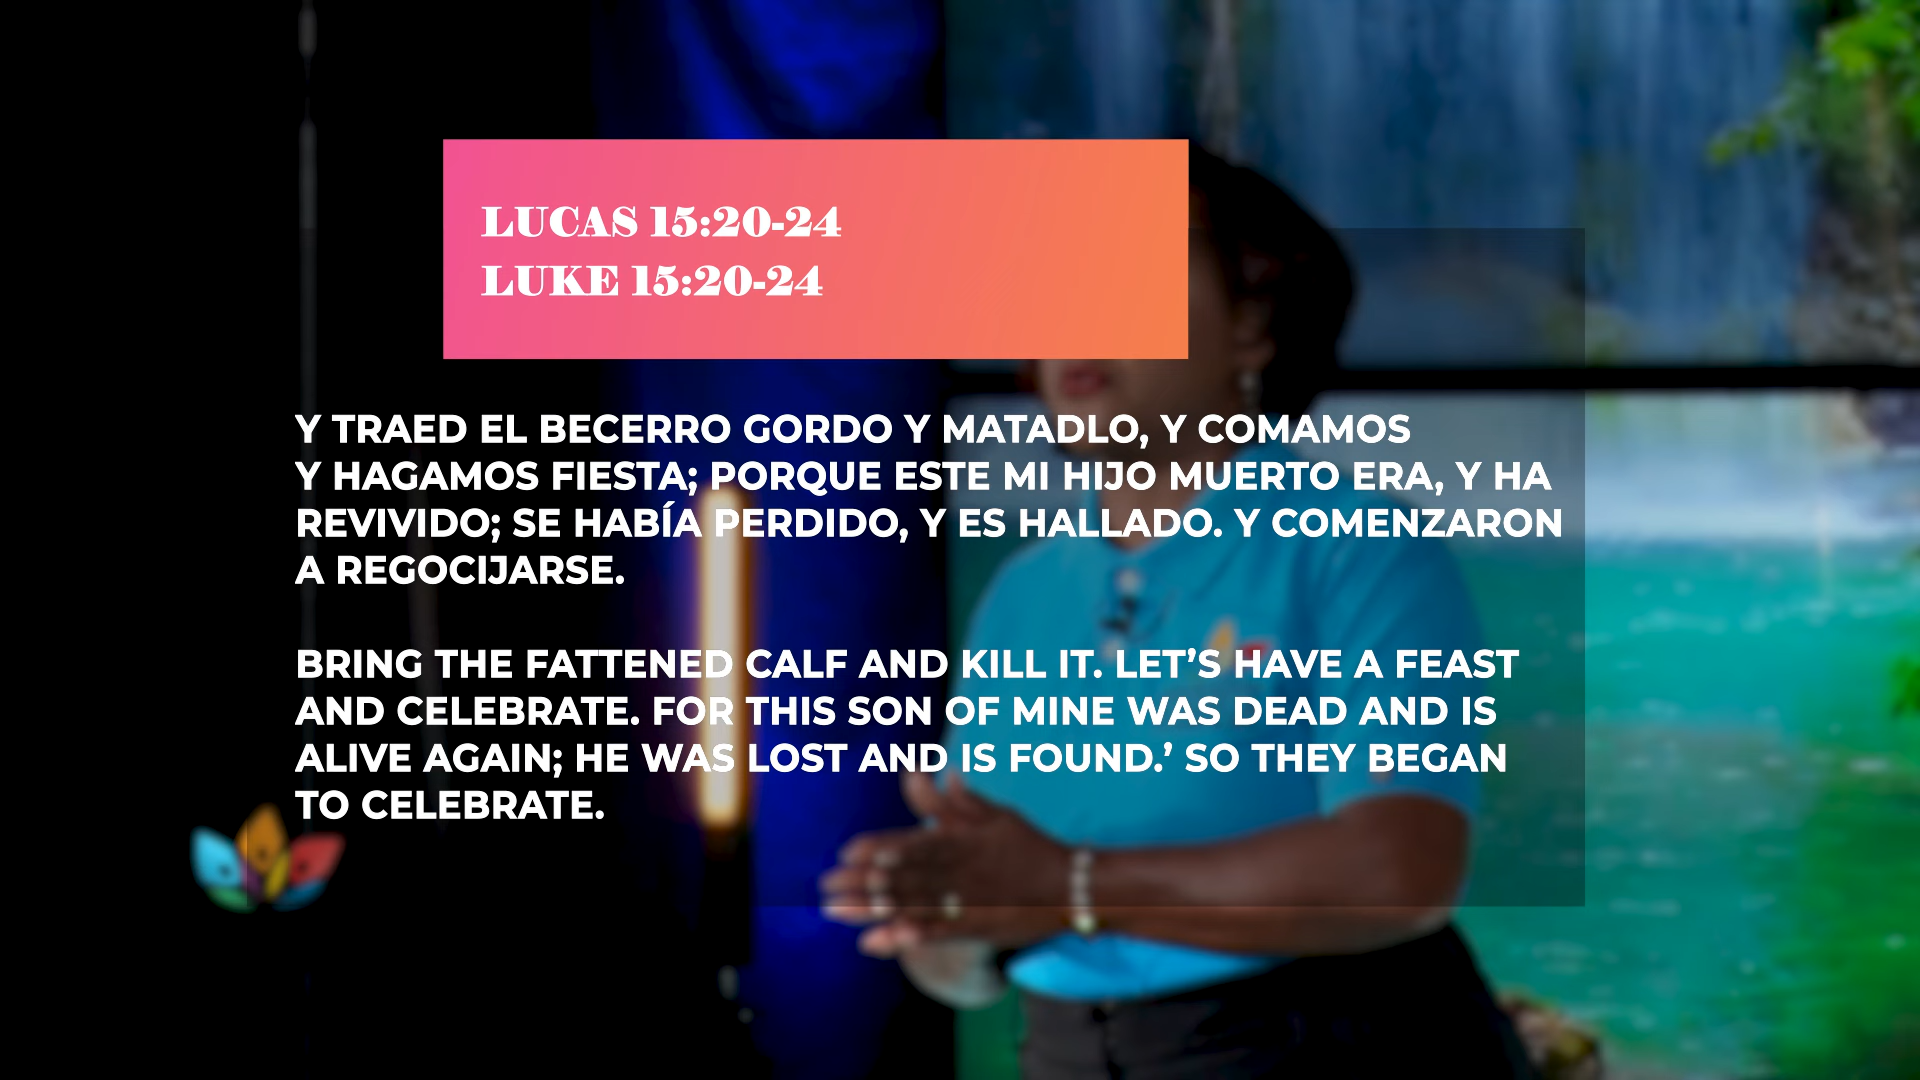 LUCAS 15:20-24
LUKE 15:20-24
Y TRAED EL BECERRO GORDO Y MATADLO, Y COMAMOS
Y HAGAMOS FIESTA; PORQUE ESTE MI HIJO MUERTO ERA, Y HA
REVIVIDO; SE HABÍA PERDIDO, Y ES HALLADO. Y COMENZARON
A REGOCIJARSE.
BRING THE FATTENED CALF AND KILL IT. LET’S HAVE A FEAST
AND CELEBRATE. FOR THIS SON OF MINE WAS DEAD AND IS
ALIVE AGAIN; HE WAS LOST AND IS FOUND.’ SO THEY BEGAN
TO CELEBRATE.